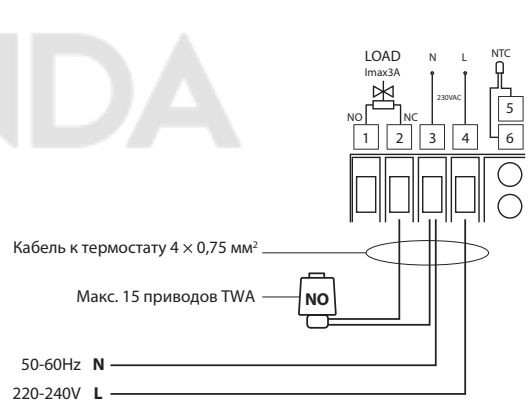 NDA
LOAD
Imax3A
N L NTC
230VAC
NO NC
1 2 3 4 5
6
Кабель к термостату 4 × 0,75 мм²
Макс. 15 приводов TWA
NO
50-60Hz N
220-240V L